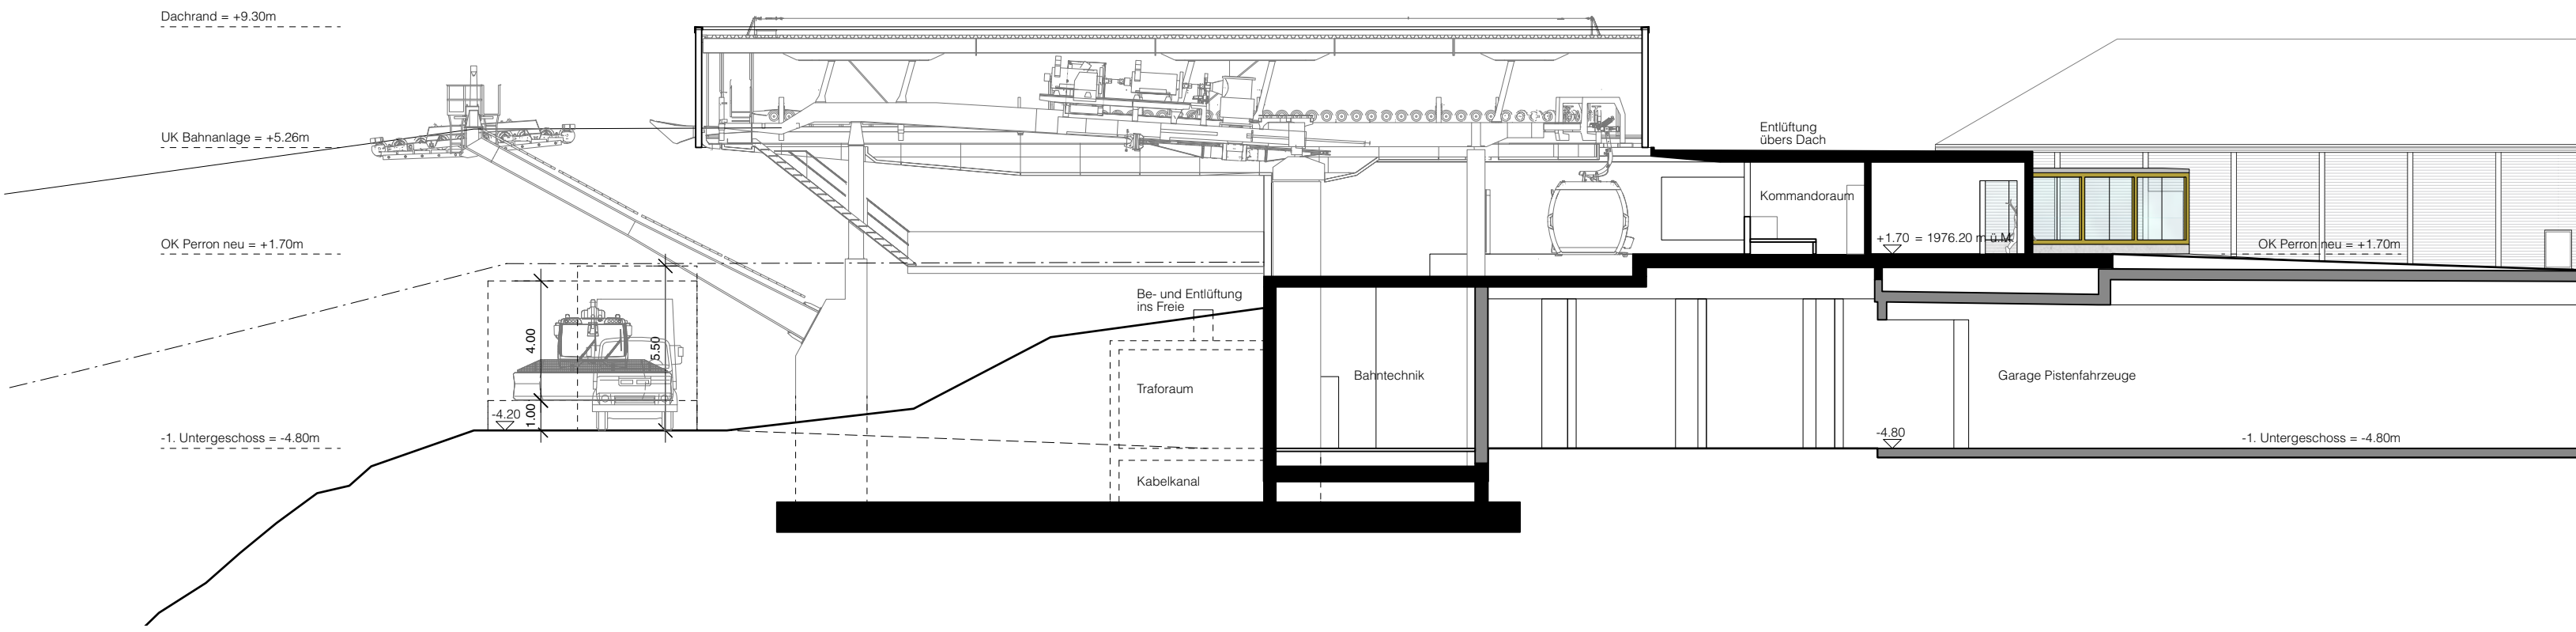 Dachrand = +9.30m
UK Bahnanlage = +5.26m
Entlüftung
übers Dach
Kommandoraum
OK Perron neu = +1.70m
+1.70 = 1976.20 m ü.M.
OK Perron neu = +1.70m
Be- und Entlüftung
ins Freie
4.00
5.50
Traforaum
Bahntechnik
Garage Pistenfahrzeuge
-4.20
1.00
-1. Untergeschoss = -4.80m
-4.80
-1. Untergeschoss = -4.80m
Kabelkanal